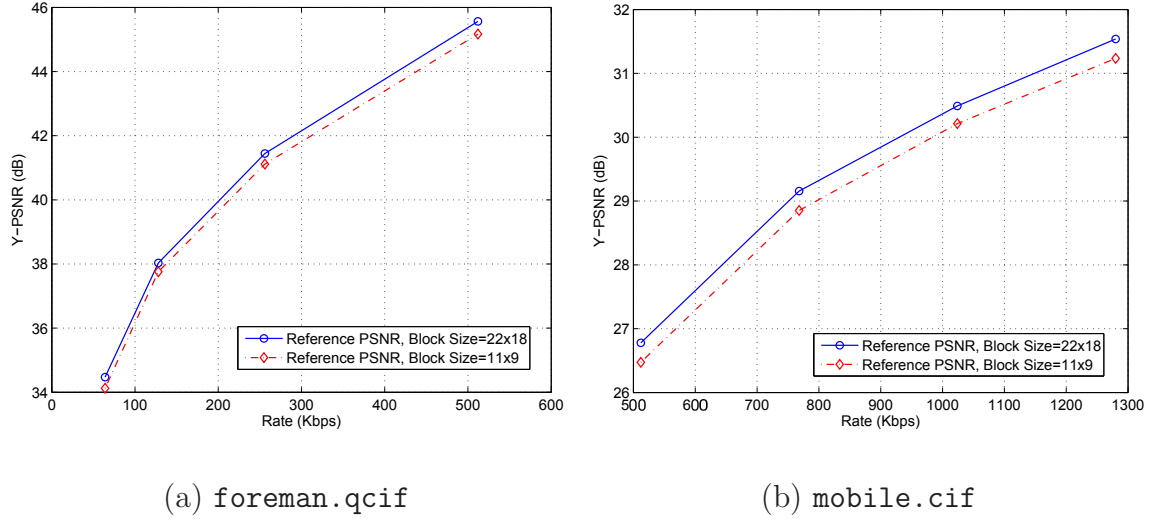 46
44
42
40
38
36
34
Y−PSNR (dB)
Reference PSNR, Block Size=22x18
Reference PSNR, Block Size=11x9
0 100 200 300 400 500 600
Rate (Kbps)
(a) foreman.qcif
32
31
30
29
28
27
26
Y−PSNR (dB)
Reference PSNR, Block Size=22x18
Reference PSNR, Block Size=11x9
500 600 700 800 900 1000 1100 1200 1300
Rate (Kbps)
(b) mobile.cif